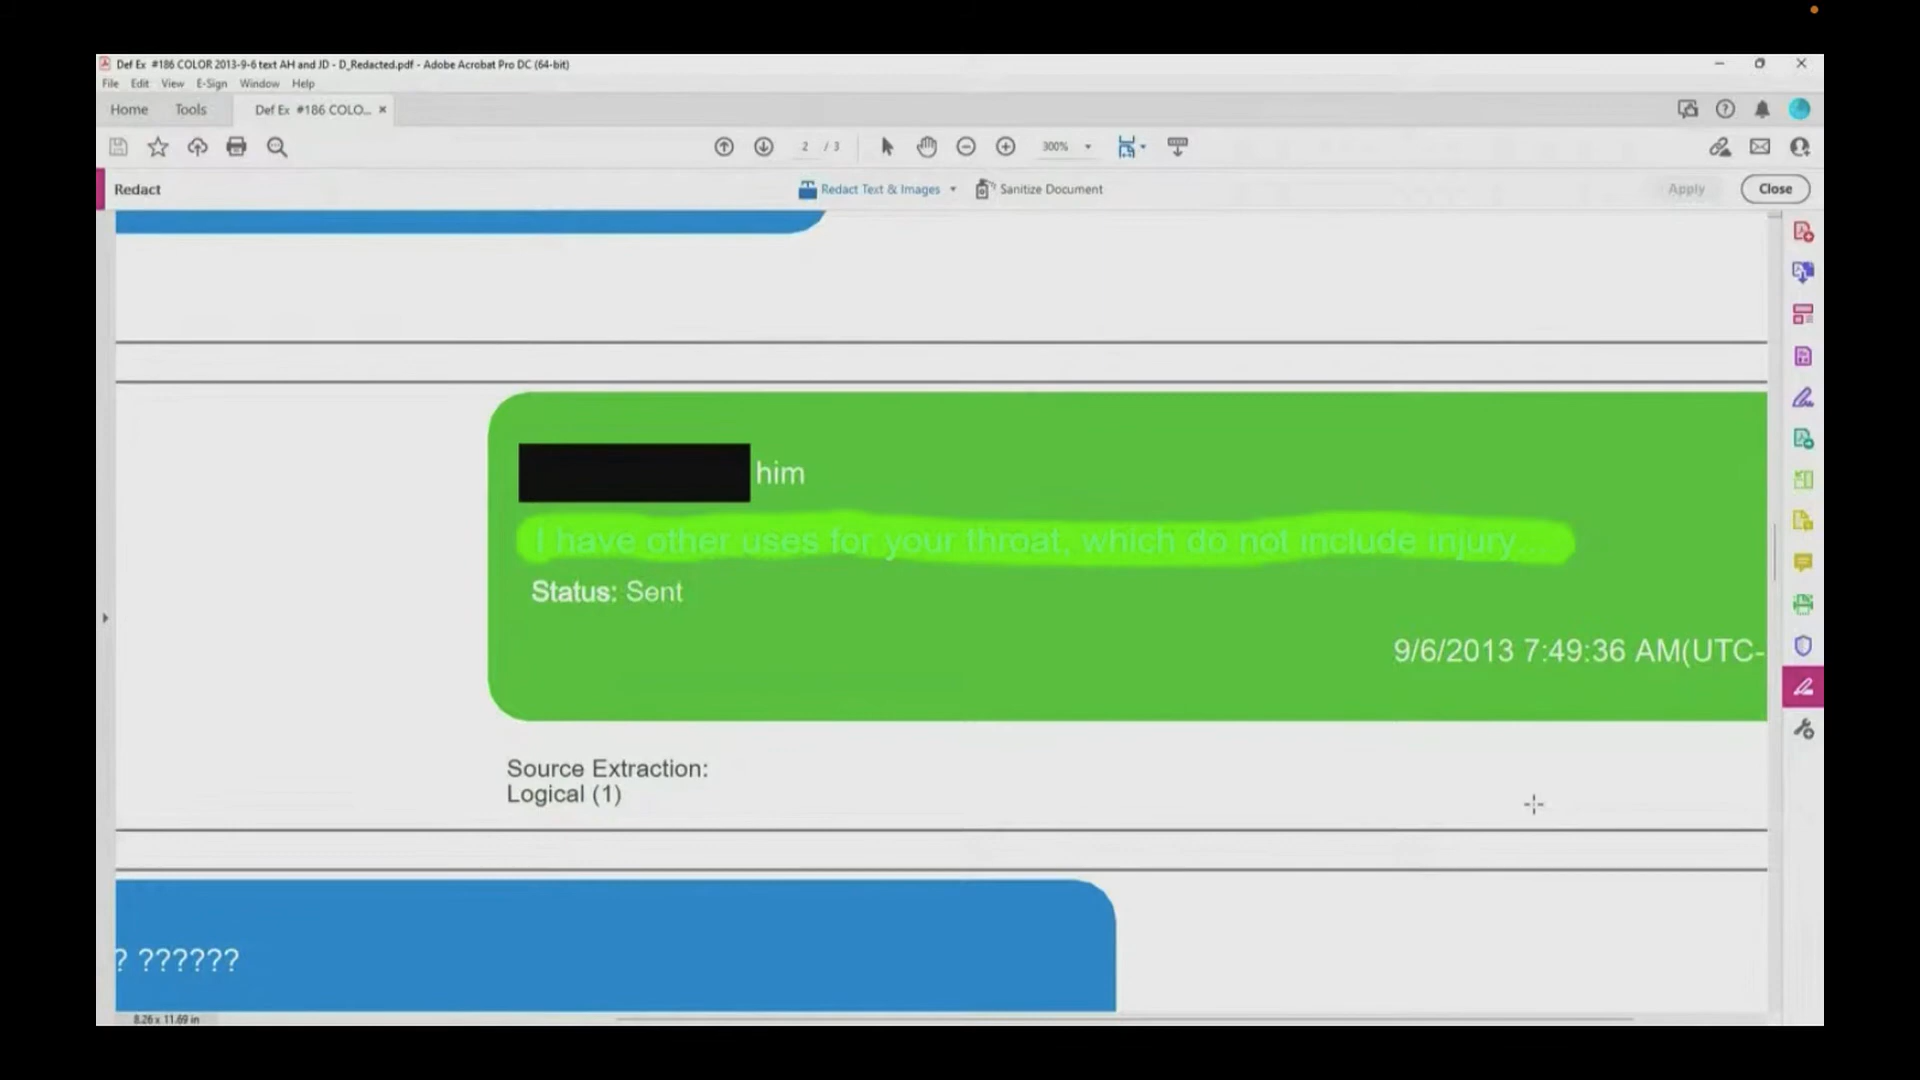 Def Ex #186 COLOR 2013-9-6 text AH and JD - D_Redacted.pdf - Adobe Acrobat Pro DC (64-bit)
File Edit View E-Sign Window Help
Home Tools Def Ex #186 COLO...
2 / 3 300%
Redact Redact Text & Images Sanitize Document Apply Close
him
I have other uses for your throat, which do not include injury...
Status: Sent
9/6/2013 7:49:36 AM(UTC-
Source Extraction:
Logical (1)
? ??????
8.26 x 11.69 in